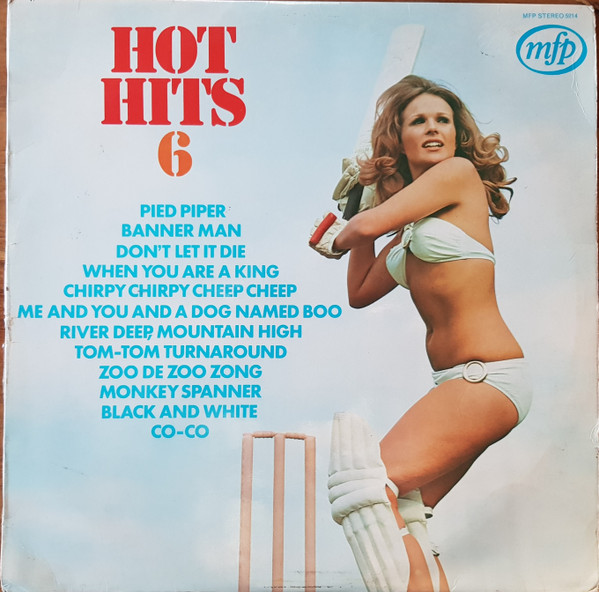 MFP STEREO 5214
mfp
HOT
HITS
6
PIED PIPER
BANNER MAN
DON'T LET IT DIE
WHEN YOU ARE A KING
CHIRPY CHIRPY CHEEP CHEEP
ME AND YOU AND A DOG NAMED BOO
RIVER DEEP, MOUNTAIN HIGH
TOM-TOM TURNAROUND
ZOO DE ZOO ZONG
MONKEY SPANNER
BLACK AND WHITE
CO-CO